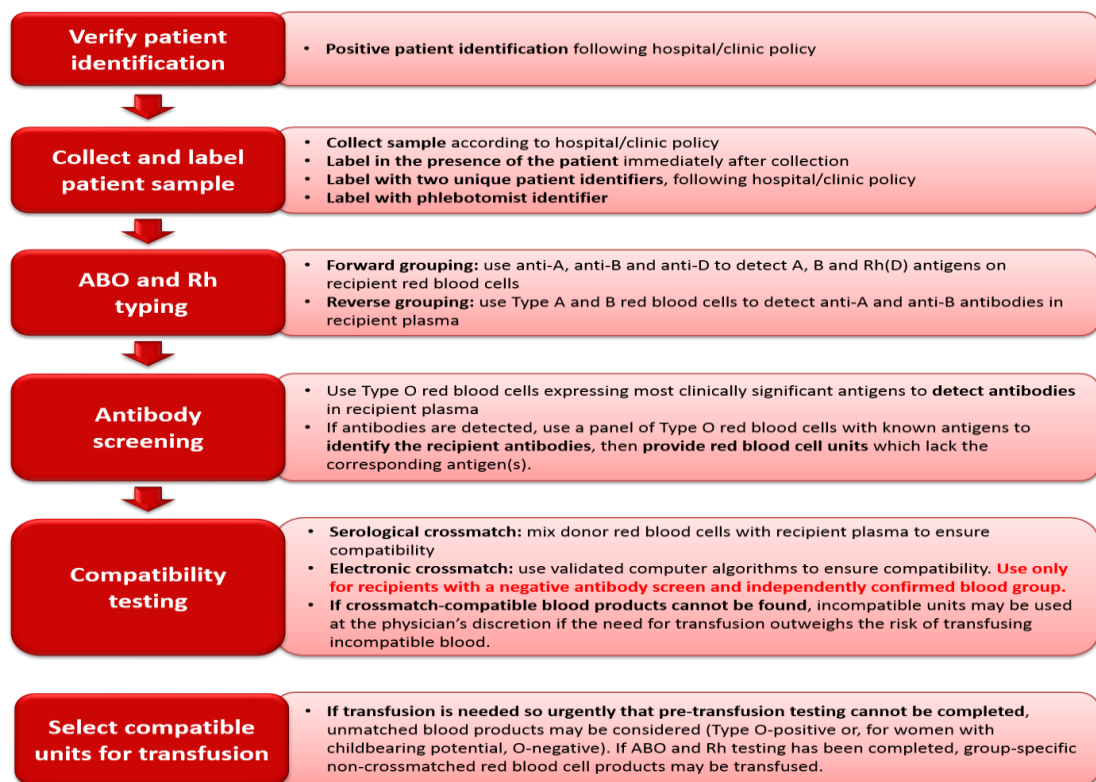 Verify patient
identification
• Positive patient identification following hospital/clinic policy
Collect and label
patient sample
• Collect sample according to hospital/clinic policy
• Label in the presence of the patient immediately after collection
• Label with two unique patient identifiers, following hospital/clinic policy
• Label with phlebotomist identifier
ABO and Rh
typing
• Forward grouping: use anti-A, anti-B and anti-D to detect A, B and Rh(D) antigens on
recipient red blood cells
• Reverse grouping: use Type A and B red blood cells to detect anti-A and anti-B antibodies in
recipient plasma
Antibody
screening
• Use Type O red blood cells expressing most clinically significant antigens to detect antibodies
in recipient plasma
• If antibodies are detected, use a panel of Type O red blood cells with known antigens to
identify the recipient antibodies, then provide red blood cell units which lack the
corresponding antigen(s).
Compatibility
testing
• Serological crossmatch: mix donor red blood cells with recipient plasma to ensure
compatibility
• Electronic crossmatch: use validated computer algorithms to ensure compatibility. Use only
for recipients with a negative antibody screen and independently confirmed blood group.
• If crossmatch-compatible blood products cannot be found, incompatible units may be used
at the physician's discretion if the need for transfusion outweighs the risk of transfusing
incompatible blood.
Select compatible
units for transfusion
• If transfusion is needed so urgently that pre-transfusion testing cannot be completed,
unmatched blood products may be considered (Type O-positive or, for women with
childbearing potential, O-negative). If ABO and Rh testing has been completed, group-specific
non-crossmatched red blood cell products may be transfused.